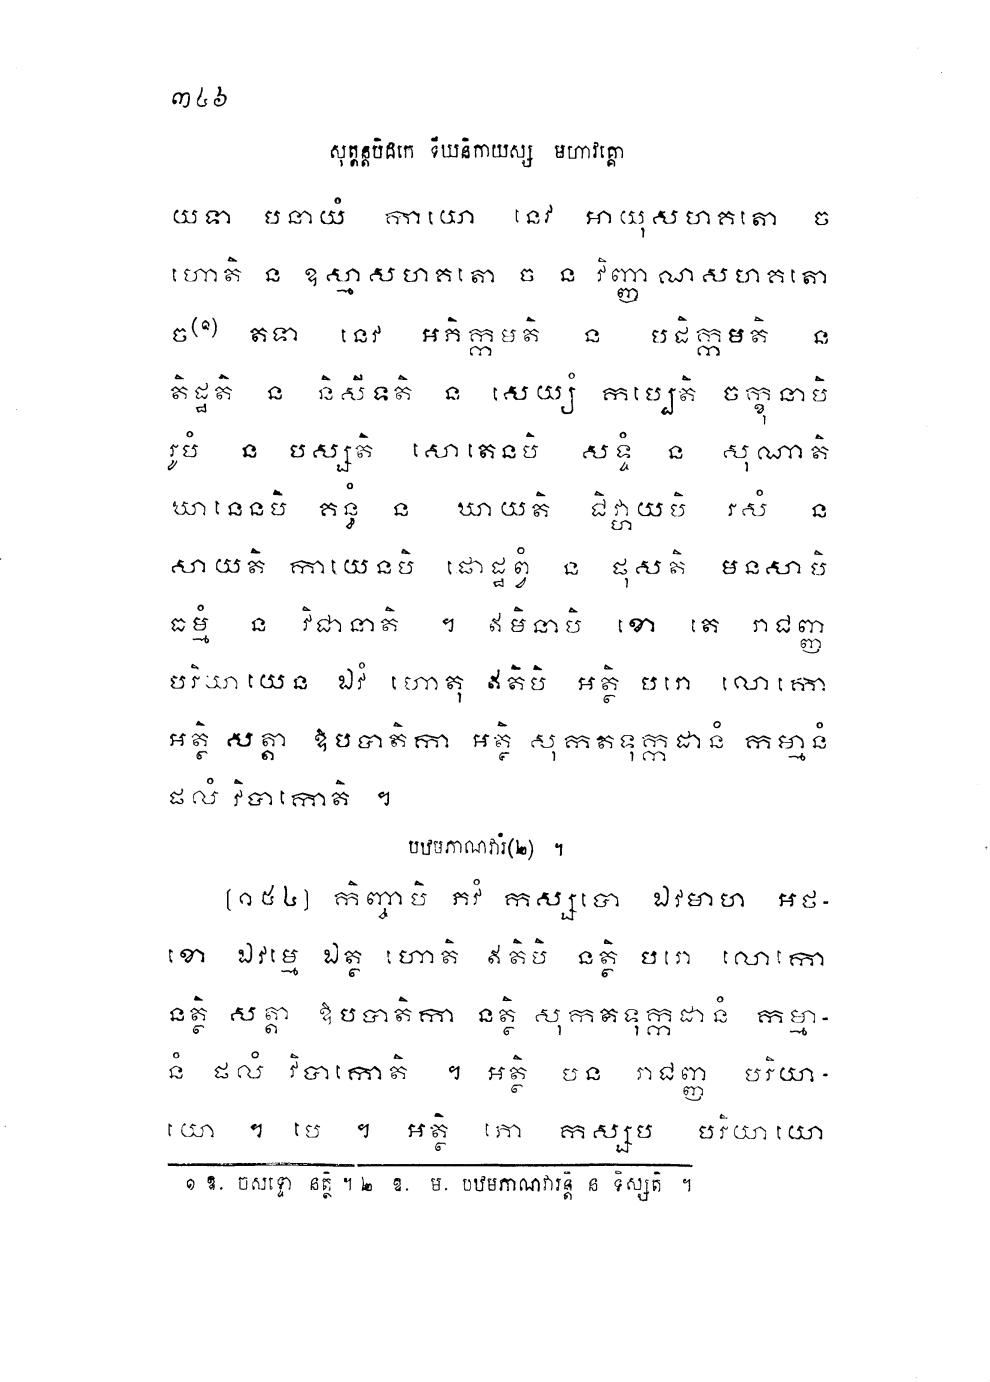 ៣៤៦
សុត្តន្តបិដកេ ទីឃនិកាយស្ស មហាវគ្គោ
យទា បនាយំ កាយោ នេវ អាយុសហគតោ ច
ហោតិ ន ឧស្មាសហគតោ ច ន វិញ្ញាណសហគតោ
ច(១) តទា នេវ អភិក្កមតិ ន បដិក្កមតិ ន
តិដ្ឋតិ ន និសីទតិ ន សេយ្យំ កប្បេតិ ចក្ខុនាបិ
រូបំ ន បស្សតិ សោតេនបិ សទ្ទំ ន សុណាតិ
ឃានេនបិ គន្ធំ ន ឃាយតិ ជិវ្ហាយបិ រសំ ន
សាយតិ កាយេនបិ ផោដ្ឋព្វំ ន ផុសតិ មនសាបិ
ធម្មំ ន វិជានាតិ ។ ឥមិនាបិ ខោ តេ រាជញ្ញ
បរិយាយេន ឯវំ ហោតុ ឥតិបិ អត្ថិ បរោ លោកោ
អត្ថិ សត្តា ឱបបាតិកា អត្ថិ សុកតទុក្កដានំ កម្មានំ
ផលំ វិបាកោតិ ។
បឋមភាណវារំ(២) ។
[១៥៤] កិញ្ចាបិ ភវំ កស្សបោ ឯវមាហ អថ-
ខោ ឯវម្មេ ឯត្ថ ហោតិ ឥតិបិ នត្ថិ បរោ លោកោ
នត្ថិ សត្តា ឱបបាតិកា នត្ថិ សុកតទុក្កដានំ កម្មា-
នំ ផលំ វិបាកោតិ ។ អត្ថិ បន រាជញ្ញ បរិយា-
យោ ។ បេ ។ អត្ថិ ភោ កស្សប បរិយាយោ
១ ឱ. ចសទ្ទោ នត្ថិ ។ ២ ឱ. ម. បឋមភាណវារន្តិ ន ទិស្សតិ ។